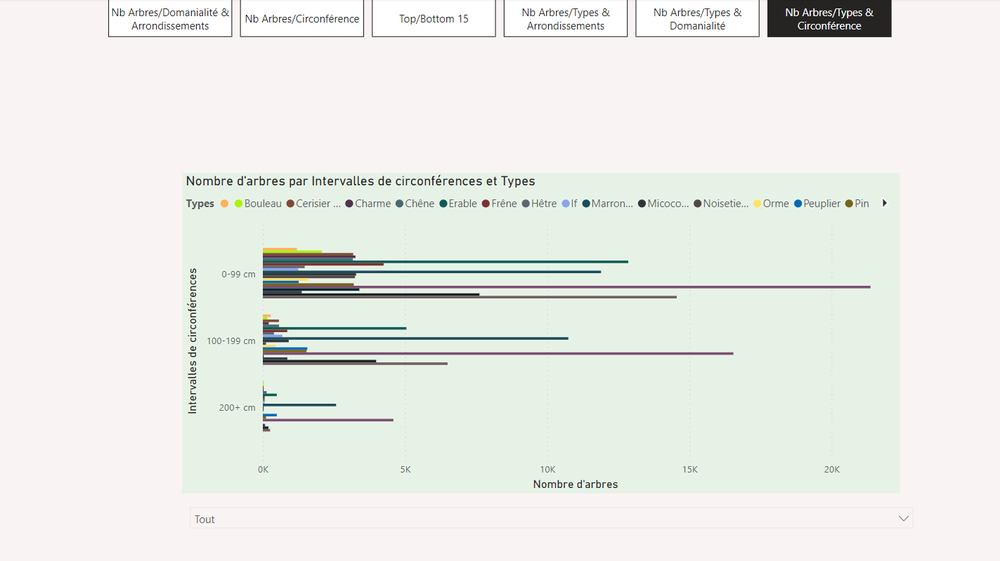 Nb Arbres/Domanialité &
Arrondissements
Nb Arbres/Circonférence
Top/Bottom 15
Nb Arbres/Types &
Arrondissements
Nb Arbres/Types &
Domanialité
Nb Arbres/Types &
Circonférence
Nombre d'arbres par Intervalles de circonférences et Types
Types Bouleau Cerisier ... Charme Chêne Erable Frêne Hêtre If Marron... Micoco... Noisetie... Orme Peuplier Pin
Intervalles de circonférences
0-99 cm
100-199 cm
200+ cm
0K 5K 10K 15K 20K
Nombre d'arbres
Tout